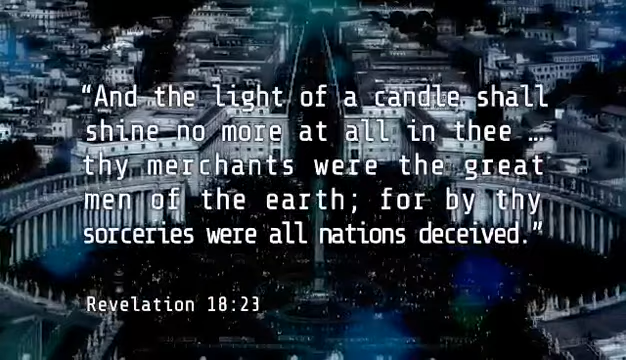 “And the light of a candle shall
shine no more at all in thee …
thy merchants were the great
men of the earth; for by thy
sorceries were all nations deceived.”
Revelation 18:23